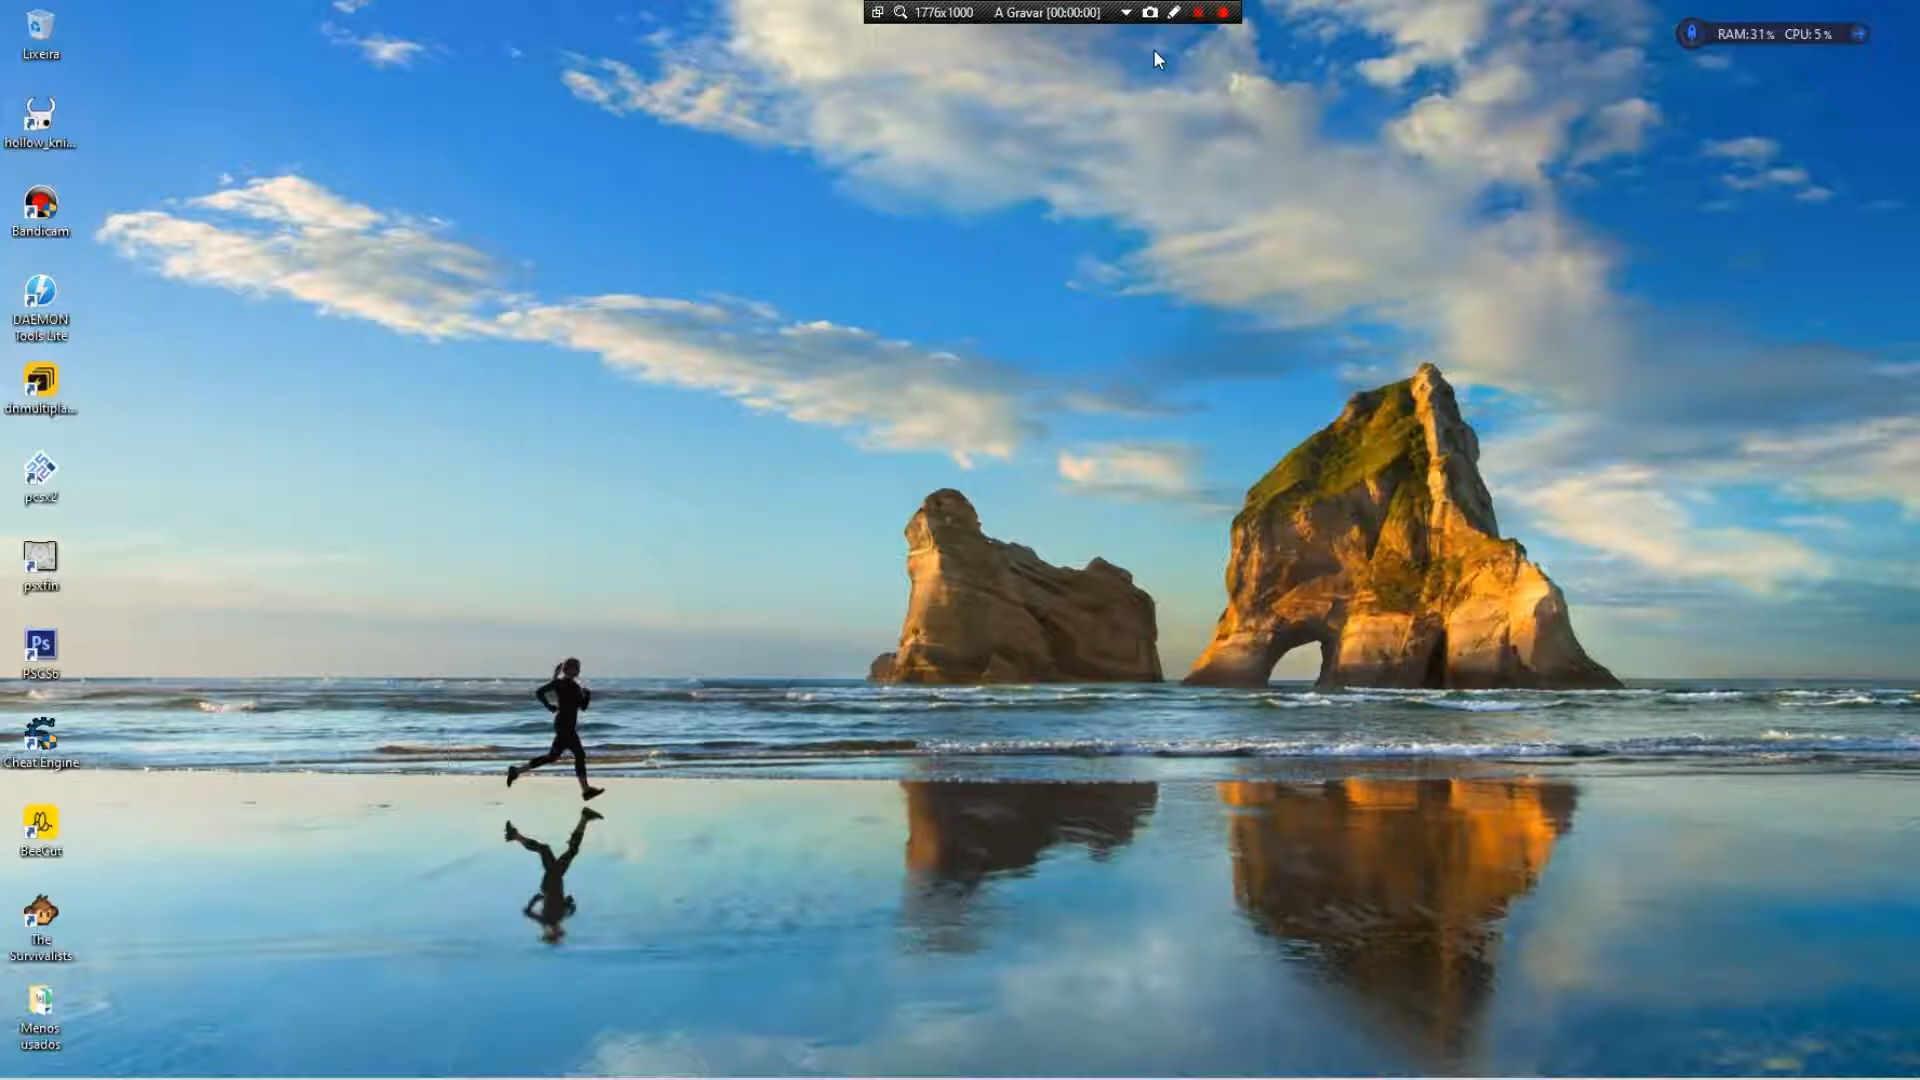 1776x1000 A Gravar [00:00:00]
RAM:31% CPU:5%
Lixeira
hollow_kni...
Bandicam
DAEMON
Tools Lite
dnmultipla...
pcsx2
psxfin
Ps
PSCS6
Cheat Engine
BeeCut
The
Survivalists
Menos
usados